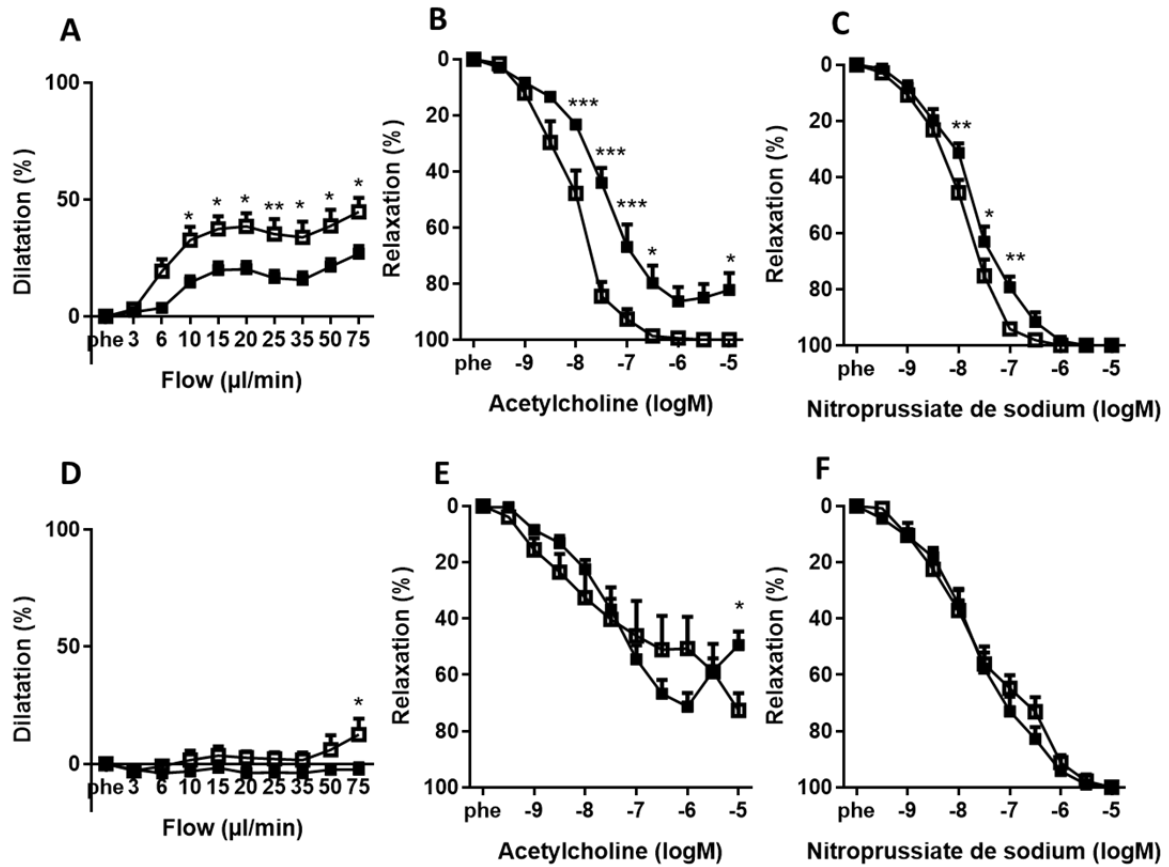 A
Dilatation (%)
100
50
0
* * * ** * * *
phe 3 6 10 15 20 25 35 50 75
Flow (µl/min)
B
Relaxation (%)
0
20
40
60
80
100
***
***
***
*
*
phe -9 -8 -7 -6 -5
Acetylcholine (logM)
C
Relaxation (%)
0
20
40
60
80
100
**
*
**
phe -9 -8 -7 -6 -5
Nitroprussiate de sodium (logM)
D
Dilatation (%)
100
50
0
*
phe 3 6 10 15 20 25 35 50 75
Flow (µl/min)
E
Relaxation (%)
0
20
40
60
80
100
*
phe -9 -8 -7 -6 -5
Acetylcholine (logM)
F
Relaxation (%)
0
20
40
60
80
100
phe -9 -8 -7 -6 -5
Nitroprussiate de sodium (logM)